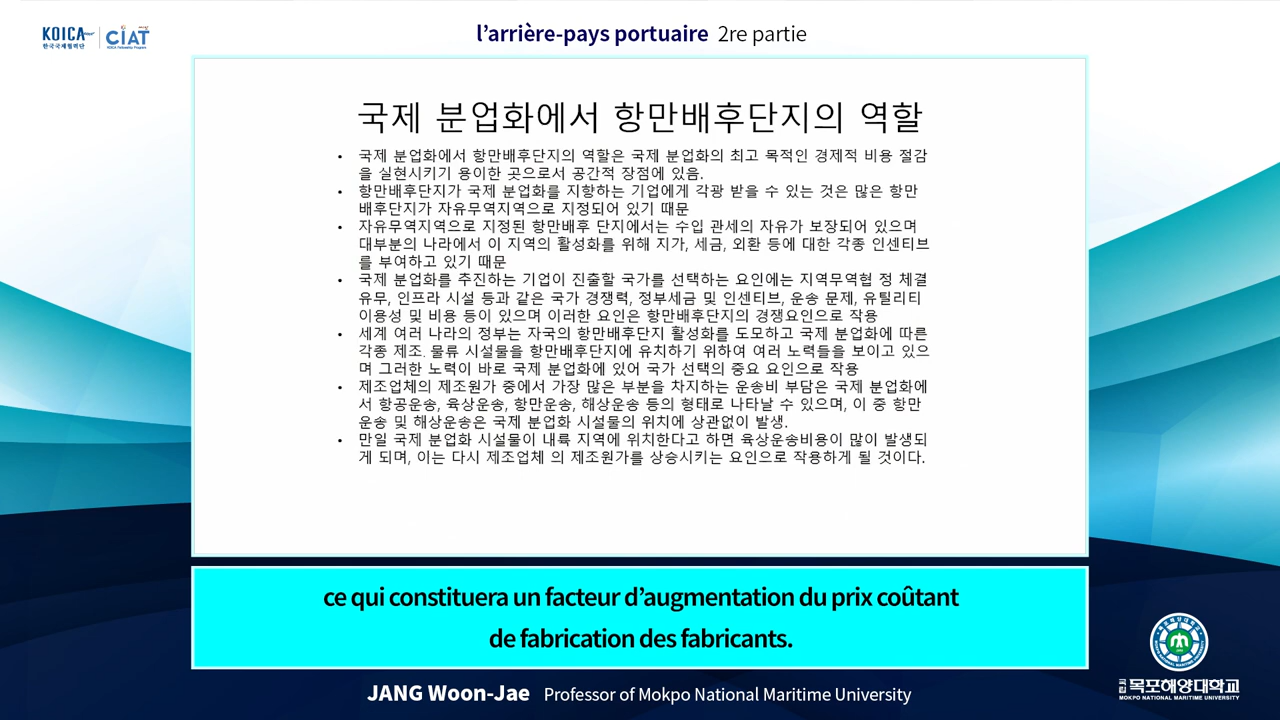 KOICA
한국국제협력단
CIAT
KOICA Fellowship Program
l'arrière-pays portuaire 2re partie
국제 분업화에서 항만배후단지의 역할
• 국제 분업화에서 항만배후단지의 역할은 국제 분업화의 최고 목적인 경제적 비용 절감
을 실현시키기 용이한 곳으로서 공간적 장점에 있음.
• 항만배후단지가 국제 분업화를 지향하는 기업에게 각광 받을 수 있는 것은 많은 항만
배후단지가 자유무역지역으로 지정되어 있기 때문
• 자유무역지역으로 지정된 항만배후 단지에서는 수입 관세의 자유가 보장되어 있으며
대부분의 나라에서 이 지역의 활성화를 위해 지가, 세금, 외환 등에 대한 각종 인센티브
를 부여하고 있기 때문
• 국제 분업화를 추진하는 기업이 진출할 국가를 선택하는 요인에는 지역무역협 정 체결
유무, 인프라 시설 등과 같은 국가 경쟁력, 정부세금 및 인센티브, 운송 문제, 유틸리티
이용성 및 비용 등이 있으며 이러한 요인은 항만배후단지의 경쟁요인으로 작용
• 세계 여러 나라의 정부는 자국의 항만배후단지 활성화를 도모하고 국제 분업화에 따른
각종 제조. 물류 시설물을 항만배후단지에 유치하기 위하여 여러 노력들을 보이고 있으
며 그러한 노력이 바로 국제 분업화에 있어 국가 선택의 중요 요인으로 작용
• 제조업체의 제조원가 중에서 가장 많은 부분을 차지하는 운송비 부담은 국제 분업화에
서 항공운송, 육상운송, 항만운송, 해상운송 등의 형태로 나타날 수 있으며, 이 중 항만
운송 및 해상운송은 국제 분업화 시설물의 위치에 상관없이 발생.
• 만일 국제 분업화 시설물이 내륙 지역에 위치한다고 하면 육상운송비용이 많이 발생되
게 되며, 이는 다시 제조업체 의 제조원가를 상승시키는 요인으로 작용하게 될 것이다.
ce qui constituera un facteur d'augmentation du prix coûtant
de fabrication des fabricants.
JANG Woon-Jae Professor of Mokpo National Maritime University
국립 목포해양대학교
MOKPO NATIONAL MARITIME UNIVERSITY